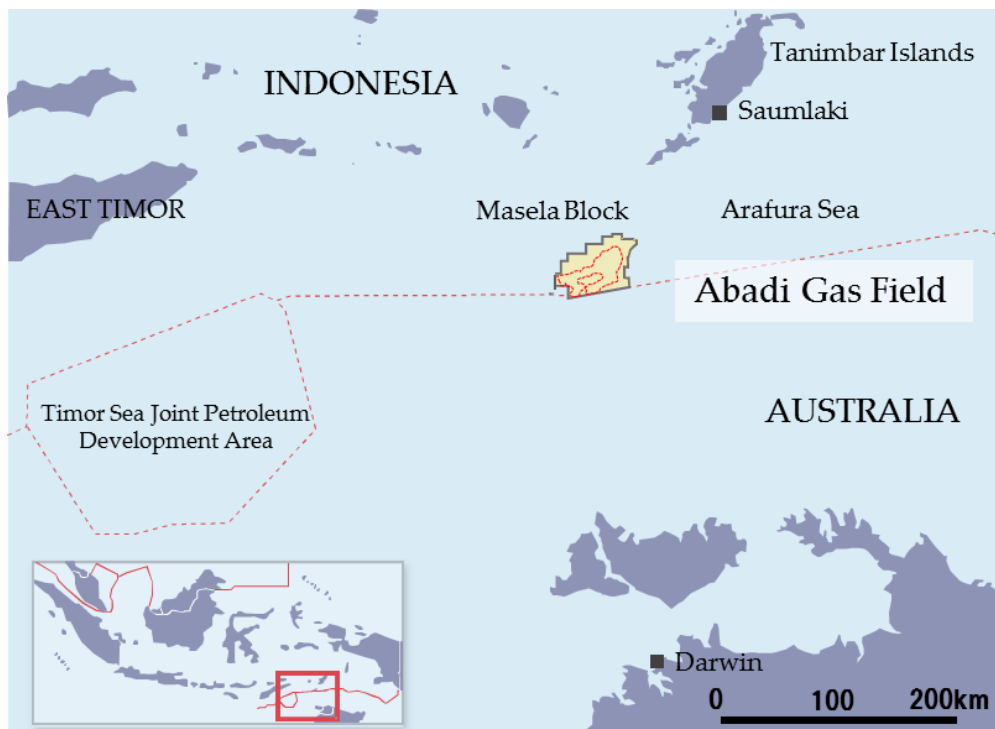 INDONESIA
Tanimbar Islands
Saumlaki
EAST TIMOR
Masela Block
Arafura Sea
Abadi Gas Field
Timor Sea Joint Petroleum
Development Area
AUSTRALIA
Darwin
0 100 200km